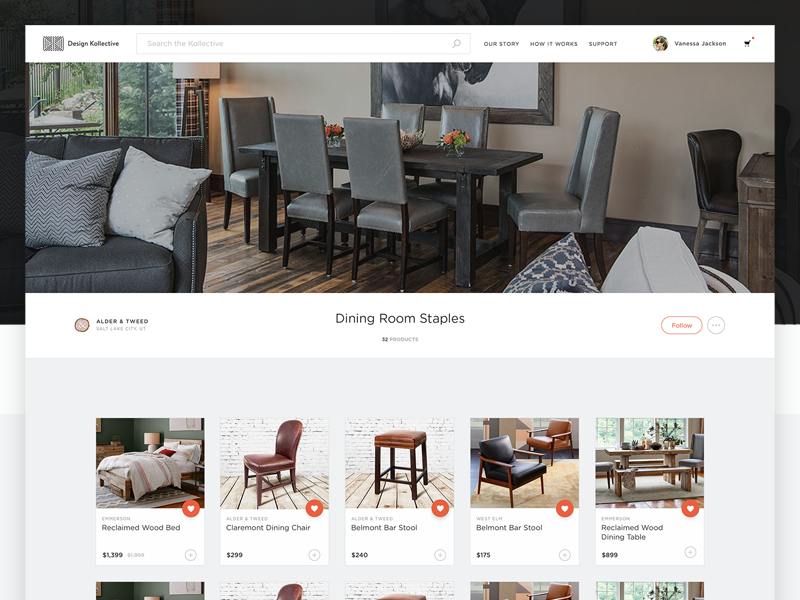 Design Kollective
Search the Kollective
OUR STORY HOW IT WORKS SUPPORT
Vanessa Jackson
ALDER & TWEED
SALT LAKE CITY, UT
Dining Room Staples
32 PRODUCTS
Follow
EMMERSON
Reclaimed Wood Bed
$1,399 $1,899
ALDER & TWEED
Claremont Dining Chair
$299
ALDER & TWEED
Belmont Bar Stool
$240
WEST ELM
Belmont Bar Stool
$175
EMMERSON
Reclaimed Wood
Dining Table
$899